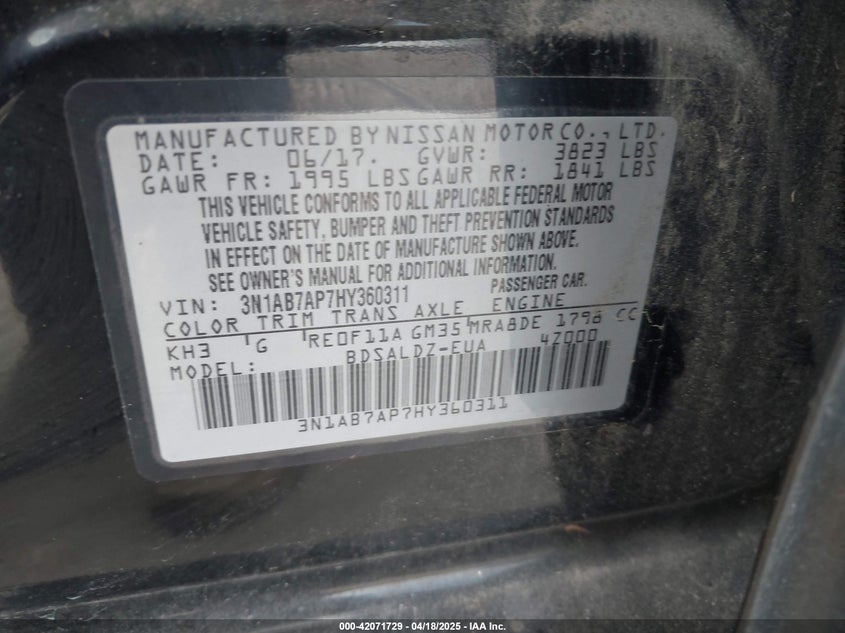 MANUFACTURED BY NISSAN MOTOR CO., LTD.
DATE: 06/17. GVWR: 3823 LBS
GAWR FR: 1995 LBS GAWR RR: 1841 LBS
THIS VEHICLE CONFORMS TO ALL APPLICABLE FEDERAL MOTOR
VEHICLE SAFETY, BUMPER AND THEFT PREVENTION STANDARDS
IN EFFECT ON THE DATE OF MANUFACTURE SHOWN ABOVE.
SEE OWNER'S MANUAL FOR ADDITIONAL INFORMATION.
VIN: 3N1AB7AP7HY360311 PASSENGER CAR.
COLOR TRIM TRANS AXLE ENGINE
KH3 G RE0F11A GM35 MRA8DE 1798 CC
MODEL: BDSALDZ-EUA 4Z000
3N1AB7AP7HY360311
000-42071729 - 04/18/2025 - IAA Inc.